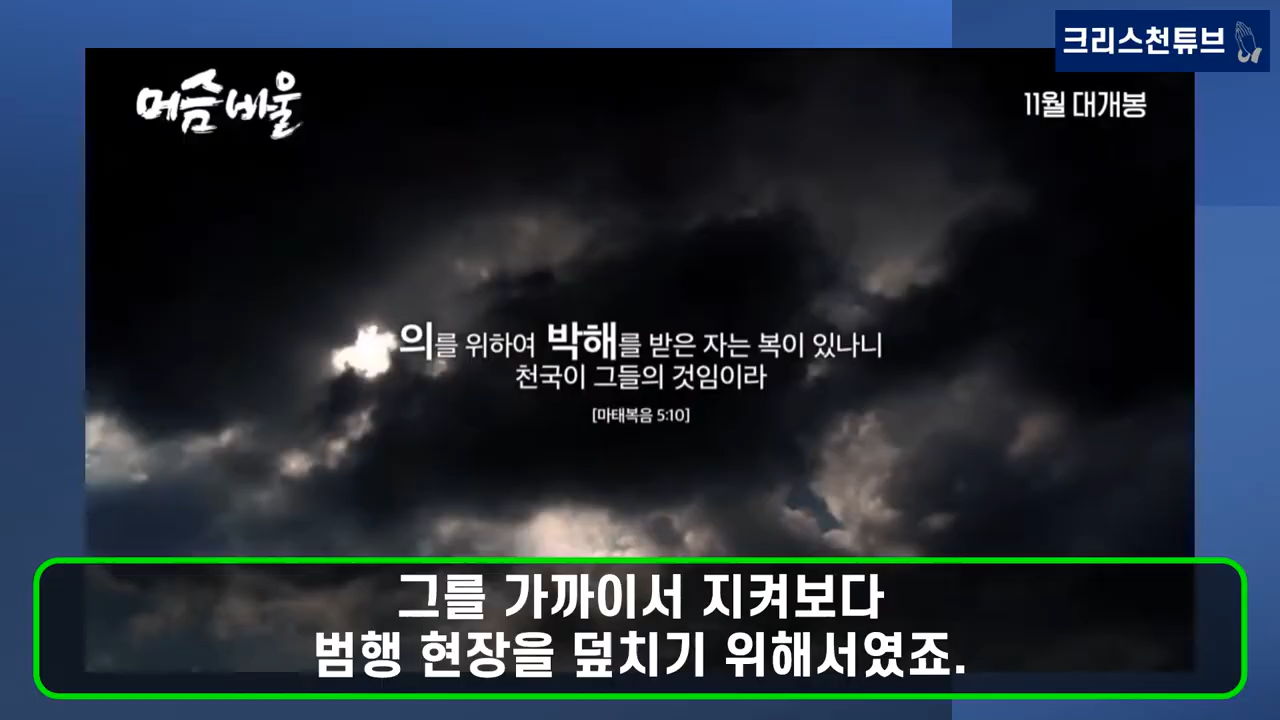 크리스천튜브
머슴 바울
11월 대개봉
의를 위하여 박해를 받은 자는 복이 있나니
천국이 그들의 것임이라
[마태복음 5:10]
그를 가까이서 지켜보다
범행 현장을 덮치기 위해서였죠.